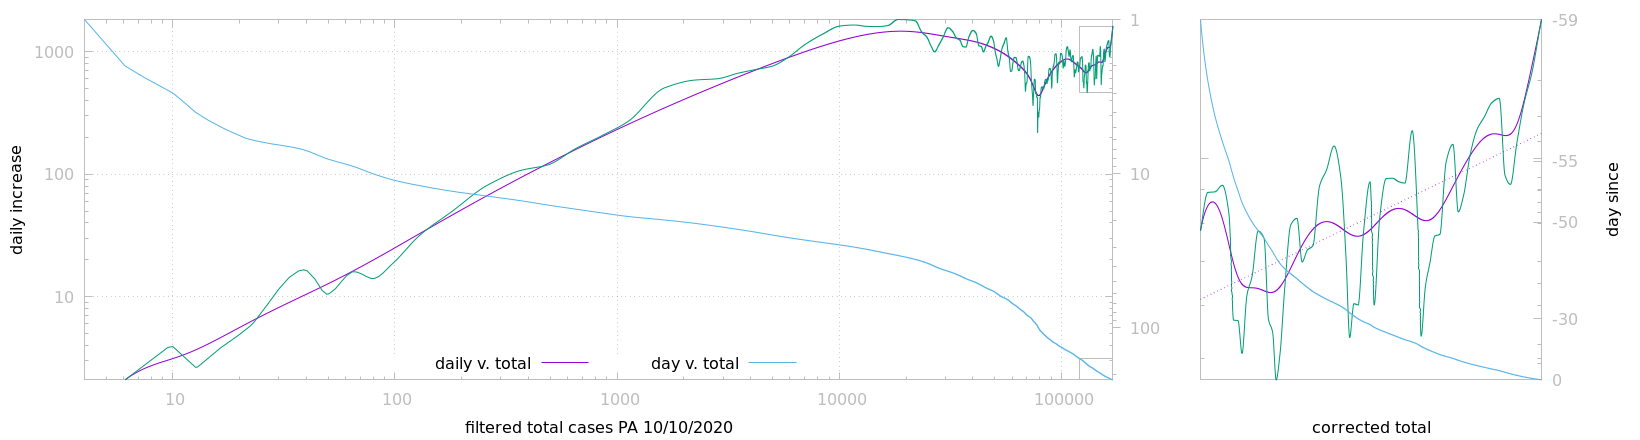 1000
100
10
daily increase
10
100
1000
10000
100000
filtered total cases PA 10/10/2020
daily v. total
day v. total
1
10
100
-59
-55
-50
-30
0
day since
corrected total